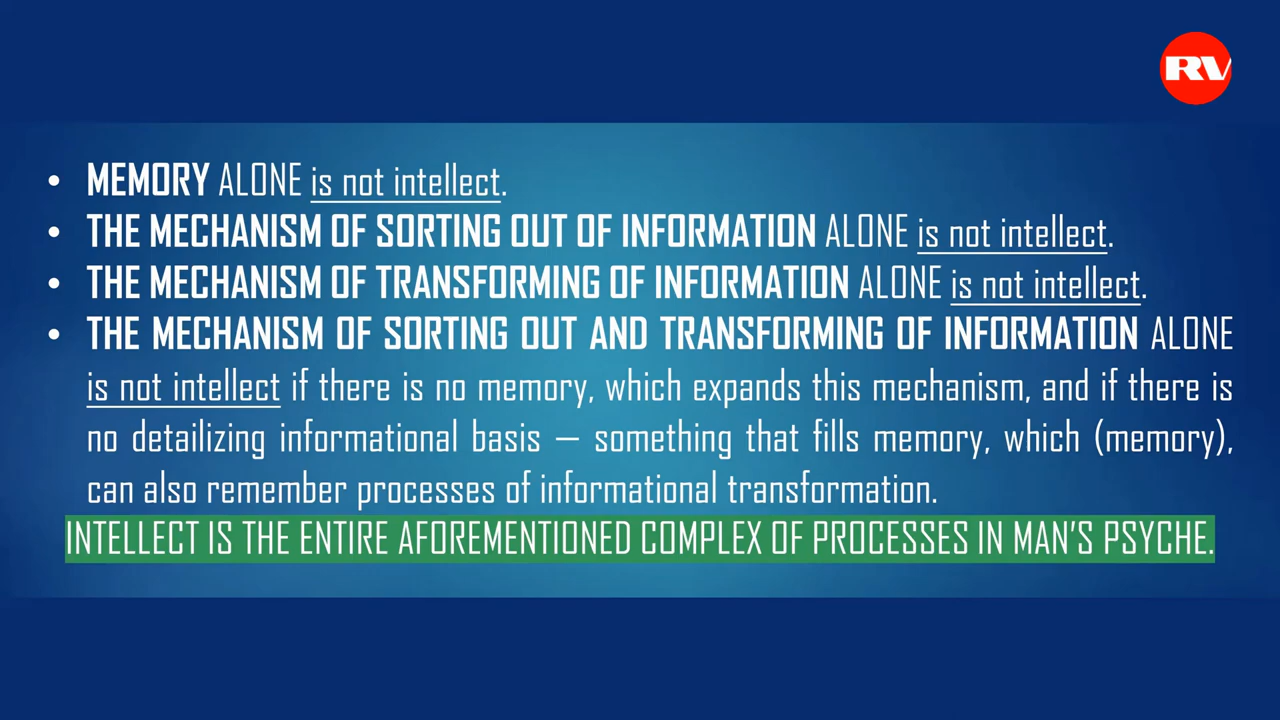 RV
• MEMORY ALONE is not intellect.
• THE MECHANISM OF SORTING OUT OF INFORMATION ALONE is not intellect.
• THE MECHANISM OF TRANSFORMING OF INFORMATION ALONE is not intellect.
• THE MECHANISM OF SORTING OUT AND TRANSFORMING OF INFORMATION ALONE
is not intellect if there is no memory, which expands this mechanism, and if there is
no detailizing informational basis — something that fills memory, which (memory),
can also remember processes of informational transformation.
INTELLECT IS THE ENTIRE AFOREMENTIONED COMPLEX OF PROCESSES IN MAN'S PSYCHE.